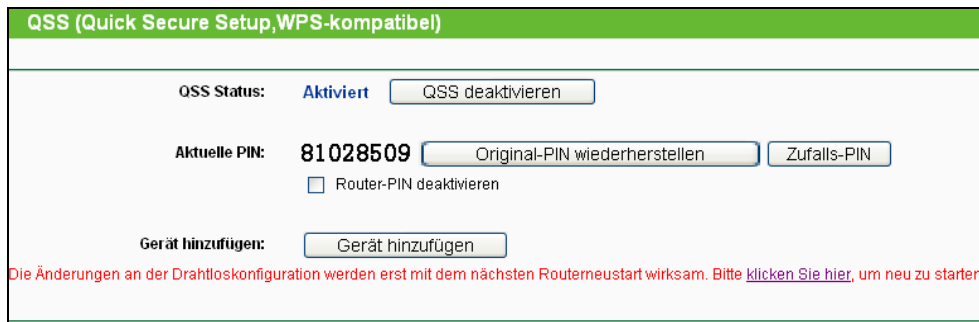 QSS (Quick Secure Setup,WPS-kompatibel)
QSS Status: Aktiviert QSS deaktivieren
Aktuelle PIN: 81028509 Original-PIN wiederherstellen Zufalls-PIN
Router-PIN deaktivieren
Gerät hinzufügen: Gerät hinzufügen
Die Änderungen an der Drahtloskonfiguration werden erst mit dem nächsten Routerneustart wirksam. Bitte klicken Sie hier, um neu zu starten